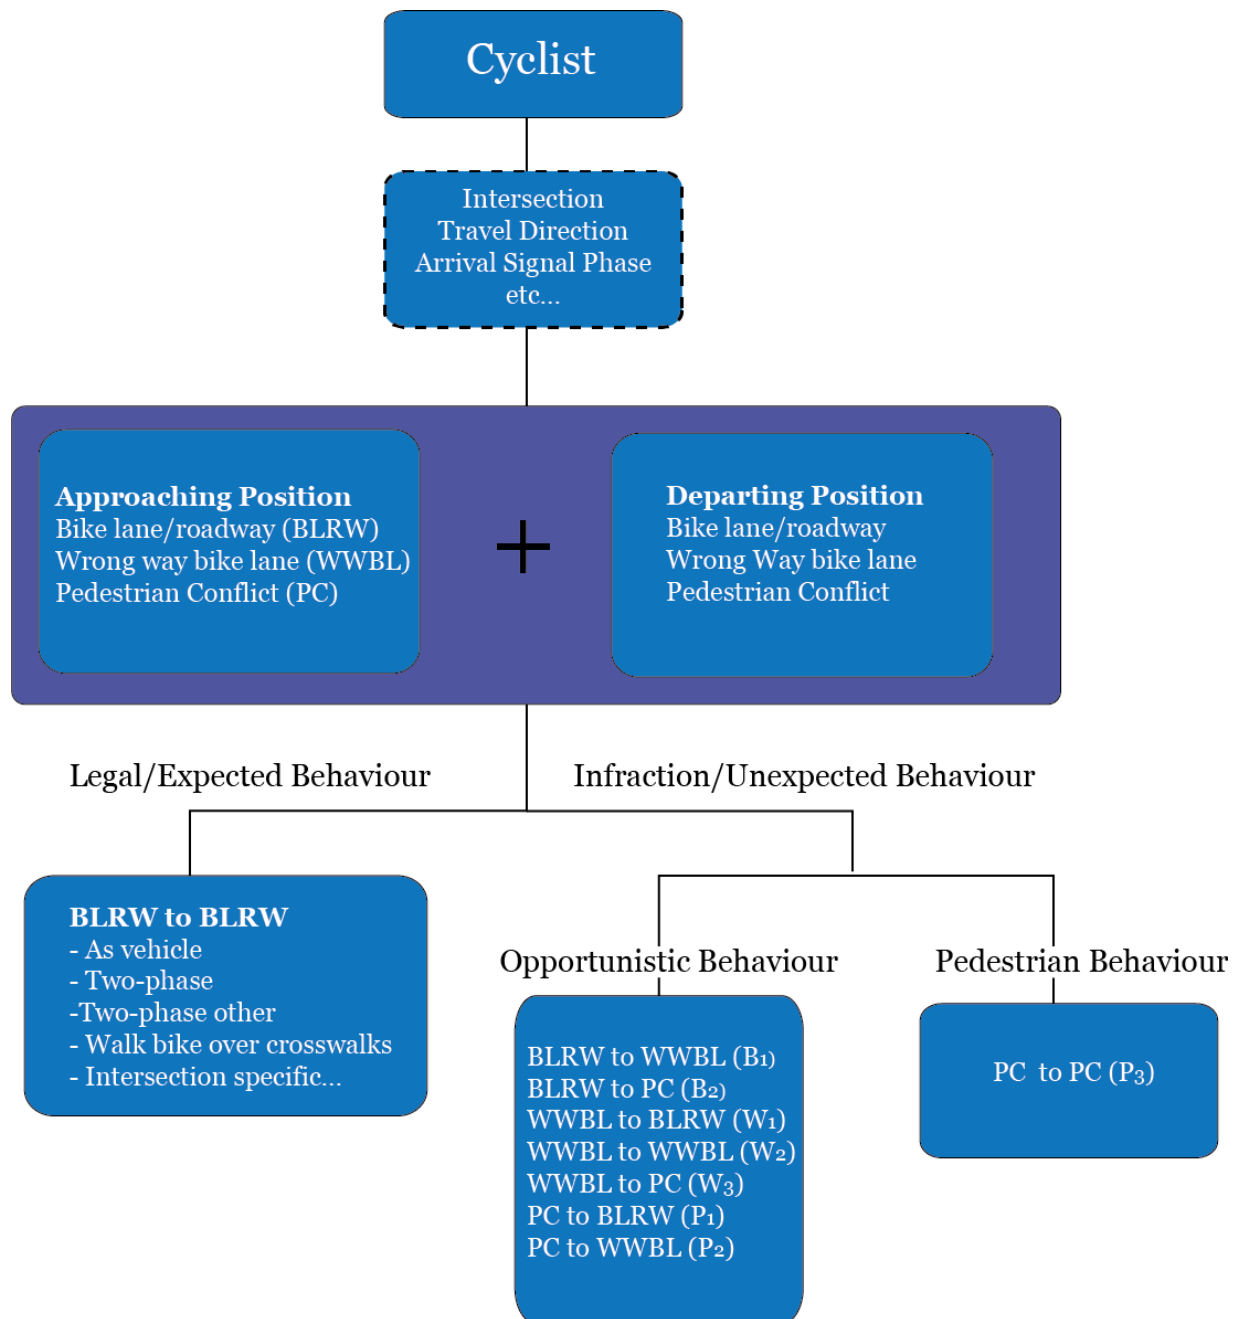 Cyclist
Intersection
Travel Direction
Arrival Signal Phase
etc...
Approaching Position
Bike lane/roadway (BLRW)
Wrong way bike lane (WWBL)
Pedestrian Conflict (PC)
+
Departing Position
Bike lane/roadway
Wrong Way bike lane
Pedestrian Conflict
Legal/Expected Behaviour
Infraction/Unexpected Behaviour
BLRW to BLRW
- As vehicle
- Two-phase
-Two-phase other
- Walk bike over crosswalks
- Intersection specific...
Opportunistic Behaviour
BLRW to WWBL (B1)
BLRW to PC (B2)
WWBL to BLRW (W1)
WWBL to WWBL (W2)
WWBL to PC (W3)
PC to BLRW (P1)
PC to WWBL (P2)
Pedestrian Behaviour
PC  to PC (P3)